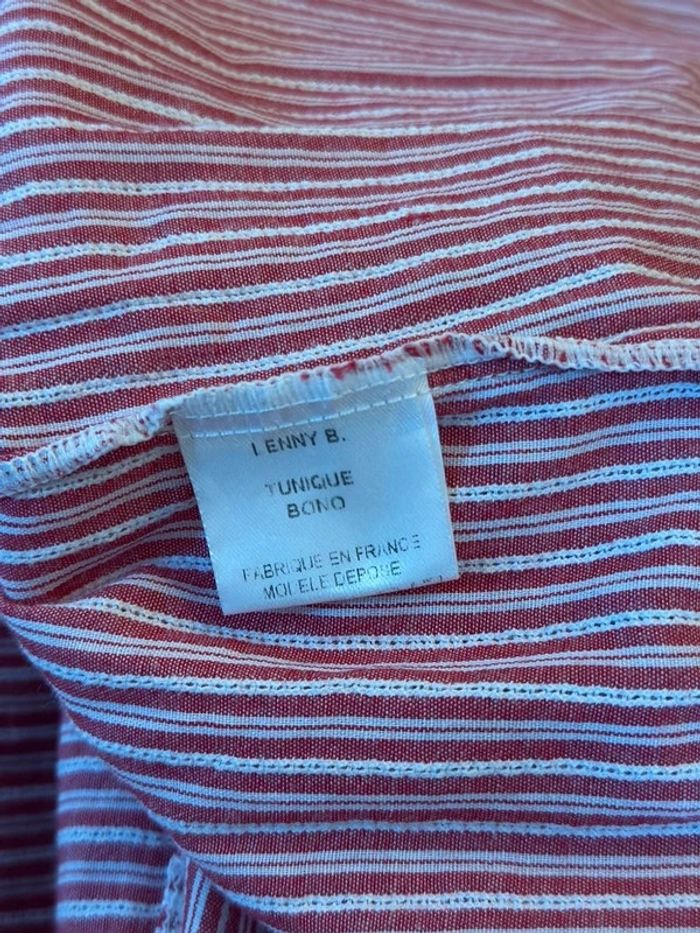 LENNY B.
TUNIQUE
BONO
FABRIQUE EN FRANCE
MODELE DEPOSE